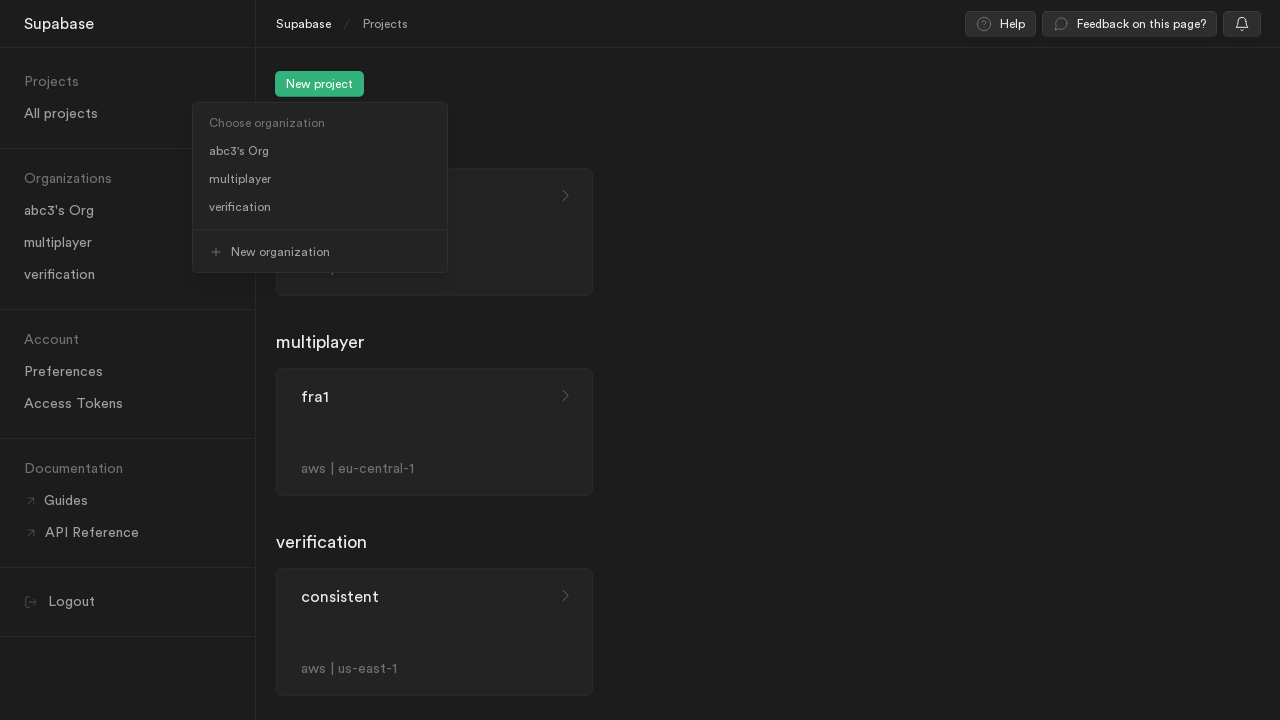 Supabase
Projects
All projects
Organizations
abc3's Org
multiplayer
verification
Account
Preferences
Access Tokens
Documentation
Guides
API Reference
Logout
Supabase / Projects
Help
Feedback on this page?
New project
Choose organization
abc3's Org
multiplayer
verification
New organization
multiplayer
fra1
aws | eu-central-1
verification
consistent
aws | us-east-1